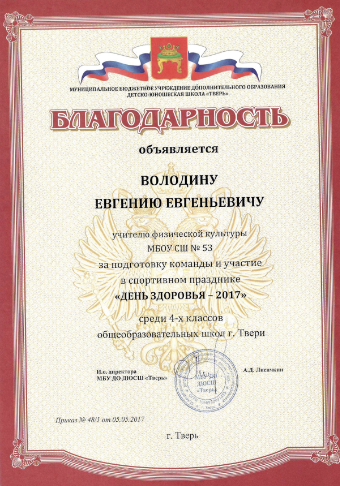 МУНИЦИПАЛЬНОЕ БЮДЖЕТНОЕ УЧРЕЖДЕНИЕ ДОПОЛНИТЕЛЬНОГО ОБРАЗОВАНИЯ
ДЕТСКО-ЮНОШЕСКАЯ ШКОЛА «ТВЕРЬ»
БЛАГОДАРНОСТЬ
объявляется
ВОЛОДИНУ
ЕВГЕНИЮ ЕВГЕНЬЕВИЧУ
учителю физической культуры
МБОУ СШ № 53
за подготовку команды и участие
в спортивном празднике
«ДЕНЬ ЗДОРОВЬЯ – 2017»
среди 4-х классов
общеобразовательных школ г. Твери
И.о. директора
МБУ ДО ДЮСШ «Тверь»
А.Д.
ДЮСШ
«Тверь»
Приказ № 48/1 от 05.05.2017
г. Тверь